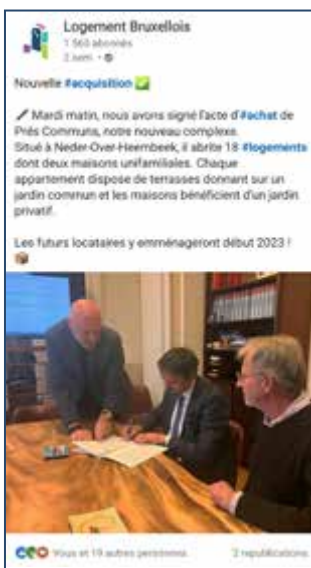 Logement Bruxellois
1 563 abonnés
2 sem •
Nouvelle #acquisition ✅
🖊 Mardi matin, nous avons signé l'acte d'#achat de
Prés Communs, notre nouveau complexe.
Situé à Neder-Over-Heembeek, il abrite 18 #logements
dont deux maisons unifamiliales. Chaque
appartement dispose de terrasses donnant sur un
jardin commun et les maisons bénéficient d'un jardin
privatif.
Les futurs locataires y emménageront début 2023 !
📦
Vous et 19 autres personnes
2 republications